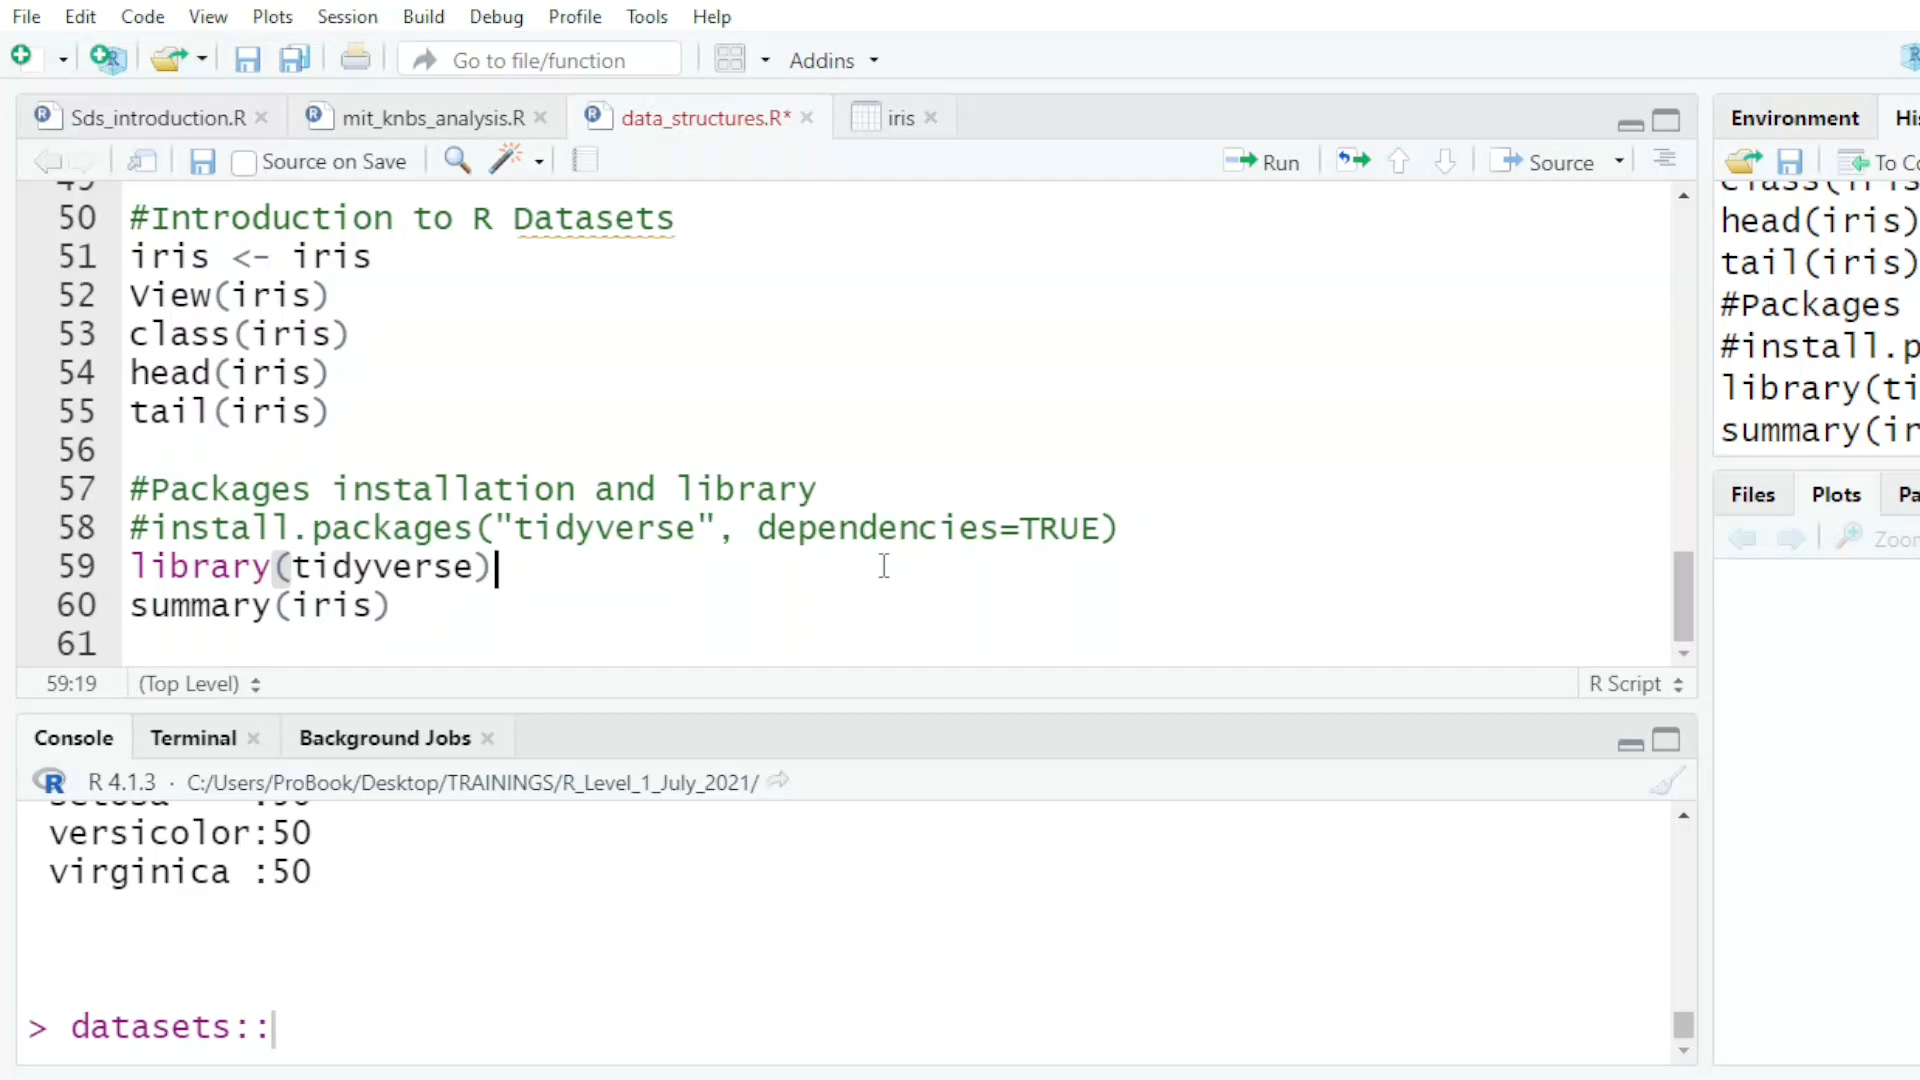 File Edit Code View Plots Session Build Debug Profile Tools Help
Go to file/function Addins
Sds_introduction.R mit_knbs_analysis.R data_structures.R* iris
Source on Save Run Source
50 #Introduction to R Datasets
51 iris <- iris
52 View(iris)
53 class(iris)
54 head(iris)
55 tail(iris)
56
57 #Packages installation and library
58 #install.packages("tidyverse", dependencies=TRUE)
59 library(tidyverse)
60 summary(iris)
61
59:19 (Top Level) R Script
Console Terminal Background Jobs
R 4.1.3 · C:/Users/ProBook/Desktop/TRAININGS/R_Level_1_July_2021/
versicolor:50
virginica :50
> datasets::
Environment
To
head(iris)
tail(iris)
#Packages
#install.p
library(ti
summary(ir
Files Plots
Zoom